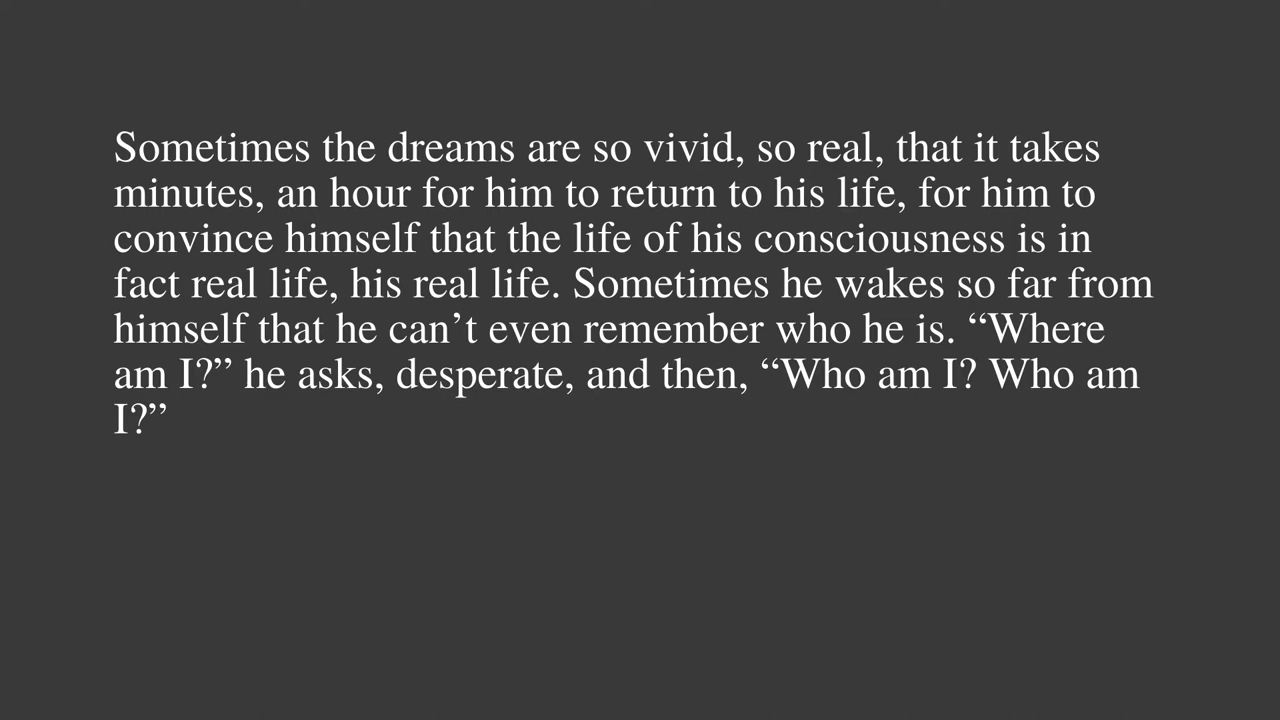 Sometimes the dreams are so vivid, so real, that it takes
minutes, an hour for him to return to his life, for him to
convince himself that the life of his consciousness is in
fact real life, his real life. Sometimes he wakes so far from
himself that he can’t even remember who he is. “Where
am I?” he asks, desperate, and then, “Who am I? Who am
I?”